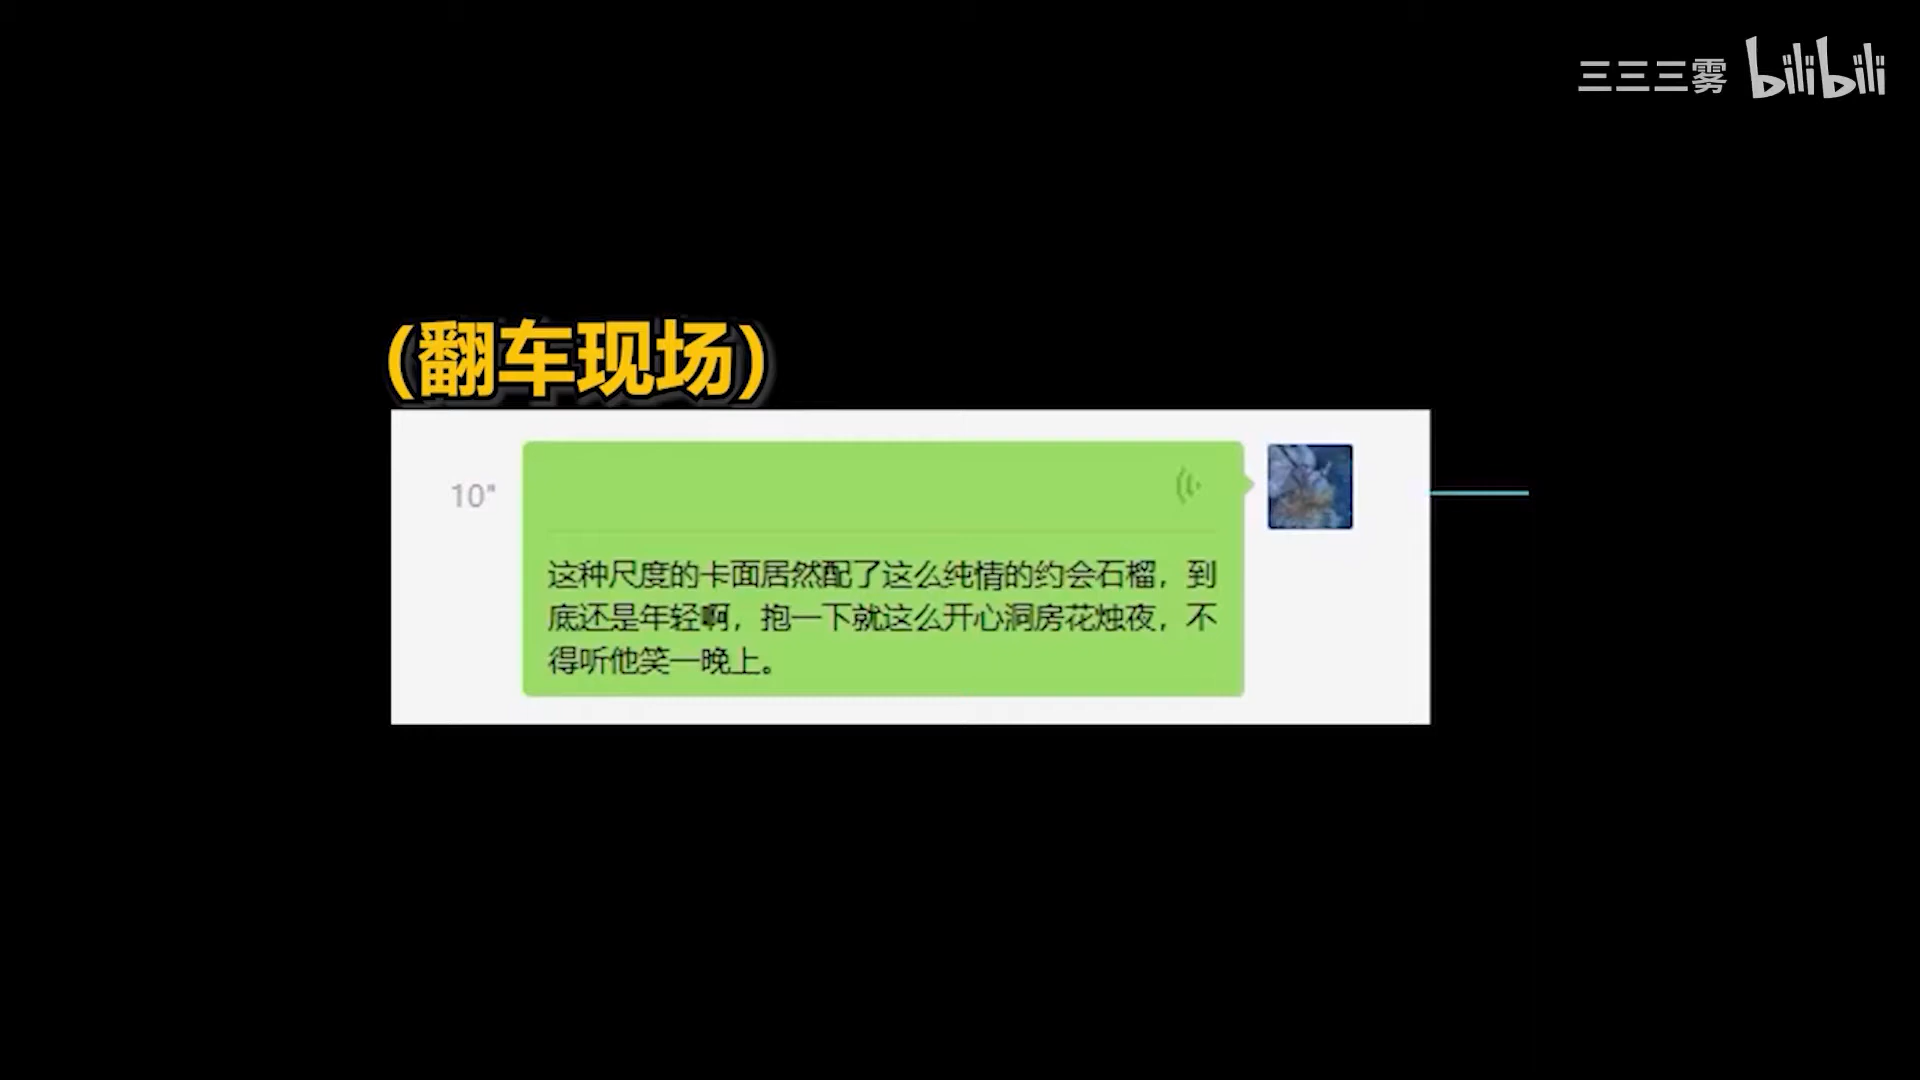 三三三雾 bilibili
(翻车现场)
10"
这种尺度的卡面居然配了这么纯情的约会石榴，到
底还是年轻啊，抱一下就这么开心洞房花烛夜，不
得听他笑一晚上。